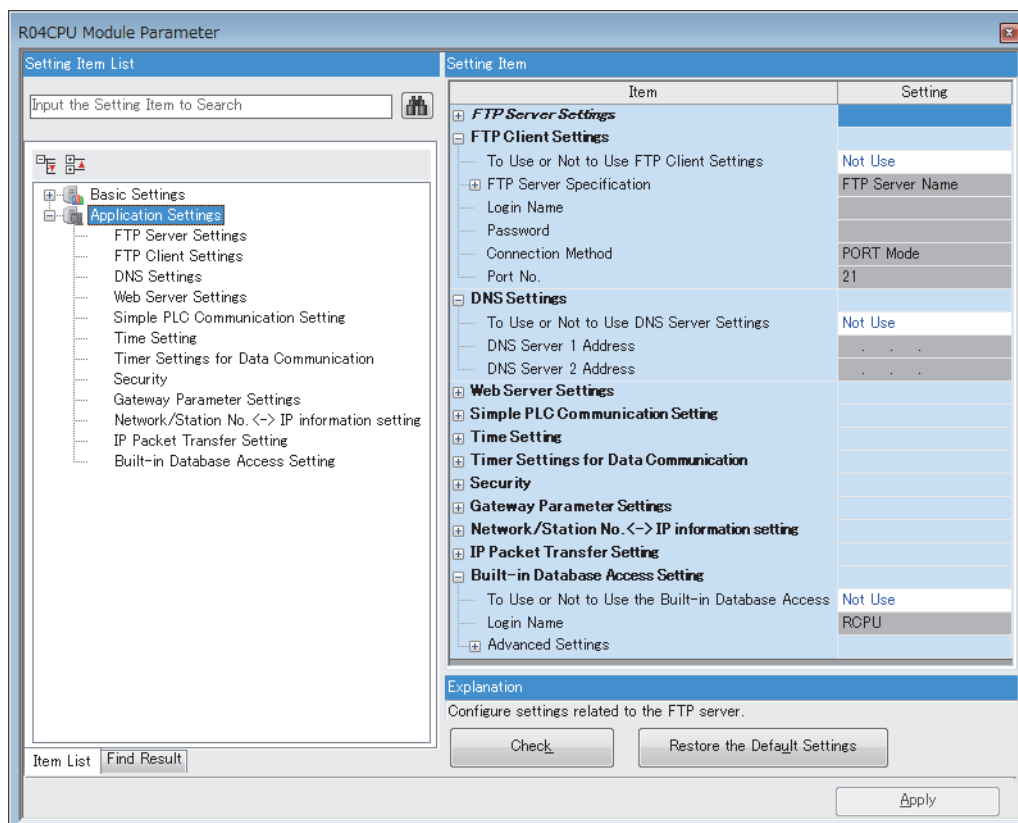 R04CPU Module Parameter
Setting Item List
Input the Setting Item to Search
Basic Settings
Application Settings
FTP Server Settings
FTP Client Settings
DNS Settings
Web Server Settings
Simple PLC Communication Setting
Time Setting
Timer Settings for Data Communication
Security
Gateway Parameter Settings
Network/Station No.<-> IP information setting
IP Packet Transfer Setting
Built-in Database Access Setting
Item List
Find Result
Setting Item
Item Setting
FTP Server Settings
FTP Client Settings
To Use or Not to Use FTP Client Settings Not Use
FTP Server Specification FTP Server Name
Login Name
Password
Connection Method PORT Mode
Port No. 21
DNS Settings
To Use or Not to Use DNS Server Settings Not Use
DNS Server 1 Address . . .
DNS Server 2 Address . . .
Web Server Settings
Simple PLC Communication Setting
Time Setting
Timer Settings for Data Communication
Security
Gateway Parameter Settings
Network/Station No.<-> IP information setting
IP Packet Transfer Setting
Built-in Database Access Setting
To Use or Not to Use the Built-in Database Access Not Use
Login Name RCPU
Advanced Settings
Explanation
Configure settings related to the FTP server.
Check
Restore the Default Settings
Apply